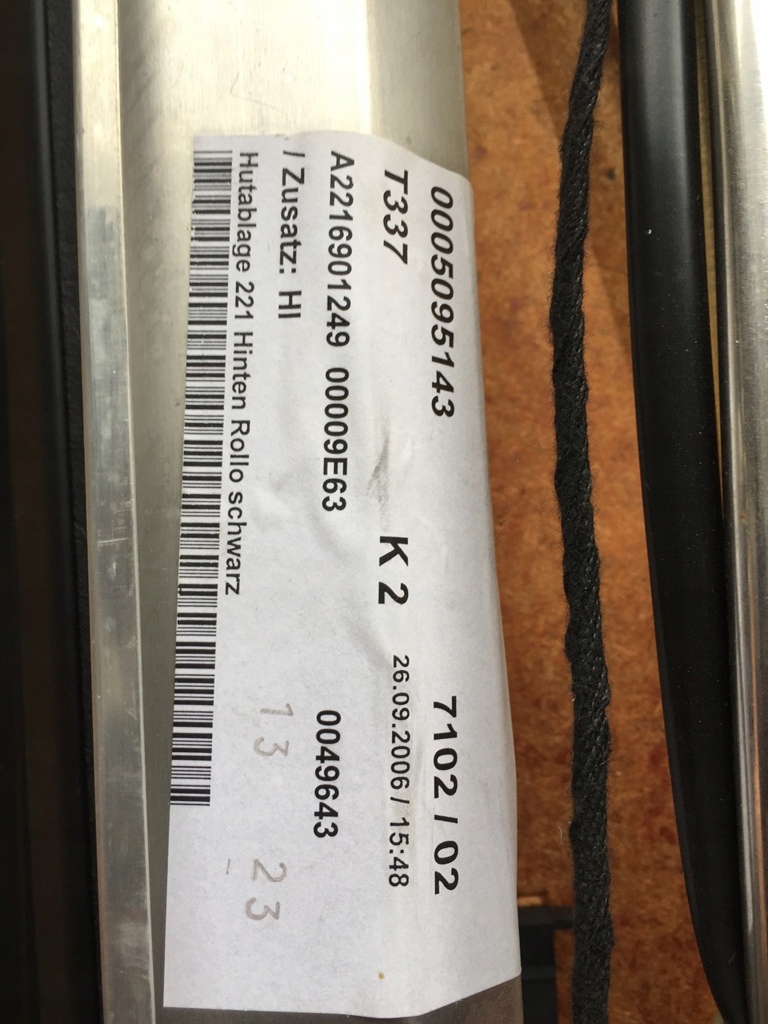 0005095143 7102 / 02
T337 K 2 26.09.2006 / 15:48
A2216901249 00009E63 0049643
/ Zusatz: HI
Hutablage 221 Hinten Rollo schwarz
13 23